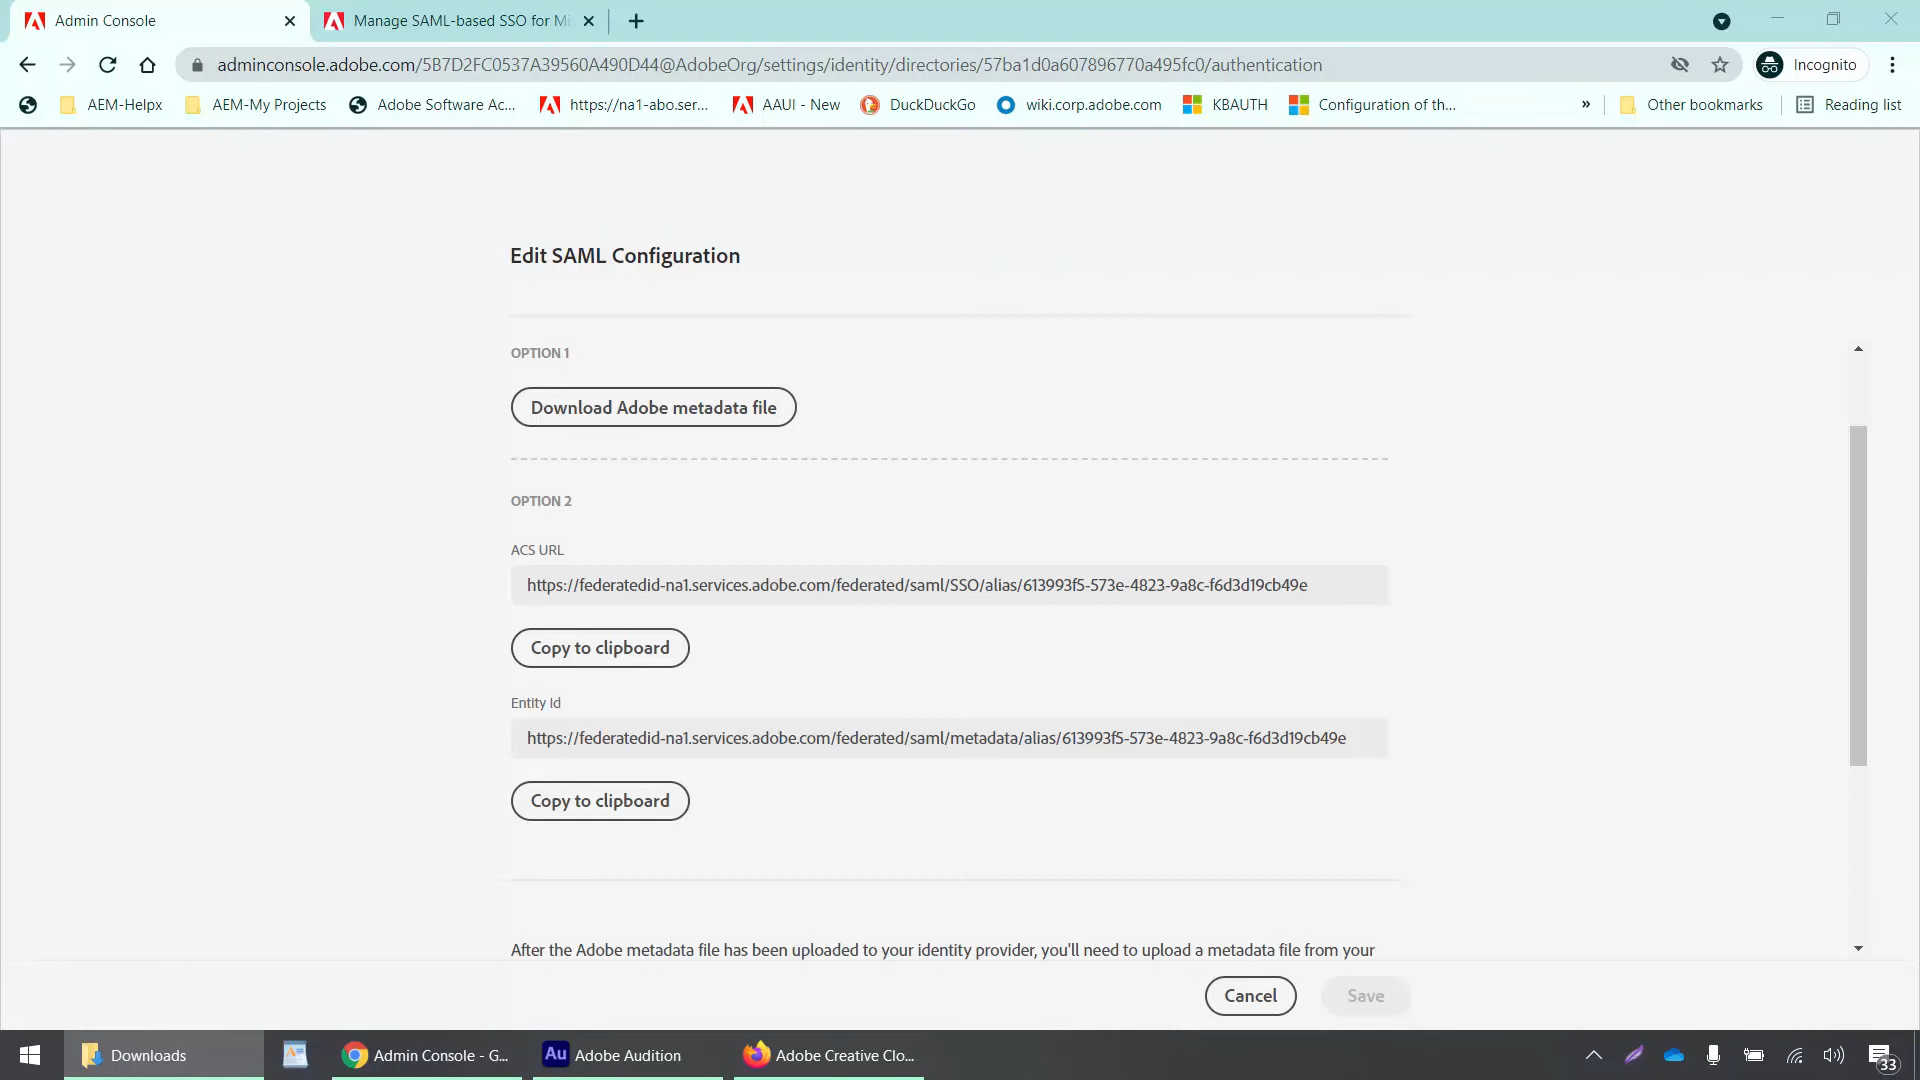 Admin Console
Manage SAML-based SSO for Mi
adminconsole.adobe.com/5B7D2FC0537A39560A490D44@AdobeOrg/settings/identity/directories/57ba1d0a607896770a495fc0/authentication
Incognito
AEM-Helpx
AEM-My Projects
Adobe Software Ac...
https://na1-abo.ser...
AAUI - New
DuckDuckGo
wiki.corp.adobe.com
KBAUTH
Configuration of th...
»
Other bookmarks
Reading list
Edit SAML Configuration
OPTION 1
Download Adobe metadata file
OPTION 2
ACS URL
https://federatedid-na1.services.adobe.com/federated/saml/SSO/alias/613993f5-573e-4823-9a8c-f6d3d19cb49e
Copy to clipboard
Entity Id
https://federatedid-na1.services.adobe.com/federated/saml/metadata/alias/613993f5-573e-4823-9a8c-f6d3d19cb49e
Copy to clipboard
After the Adobe metadata file has been uploaded to your identity provider, you'll need to upload a metadata file from your
Cancel
Save
Downloads
Admin Console - G...
Au
Adobe Audition
Adobe Creative Clo...
33